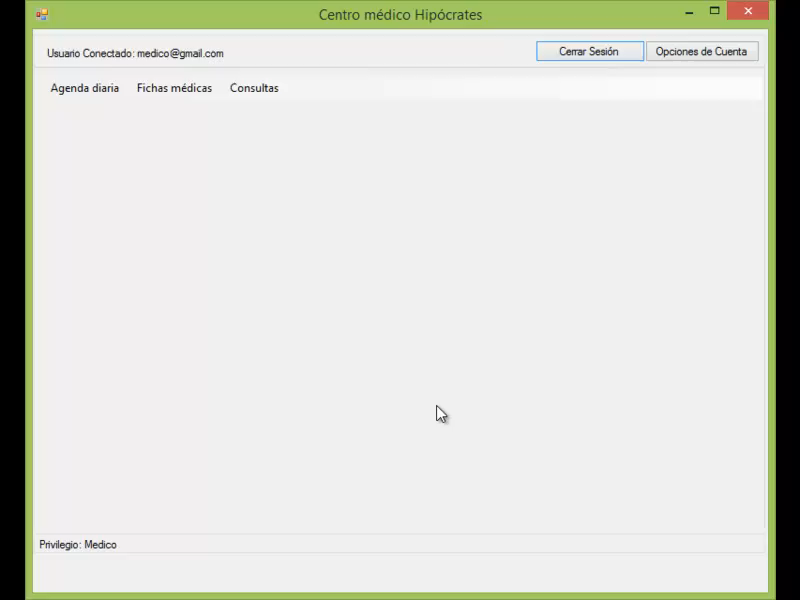 Centro médico Hipócrates
Usuario Conectado: medico@gmail.com
Cerrar Sesión
Opciones de Cuenta
Agenda diaria
Fichas médicas
Consultas
Privilegio: Medico